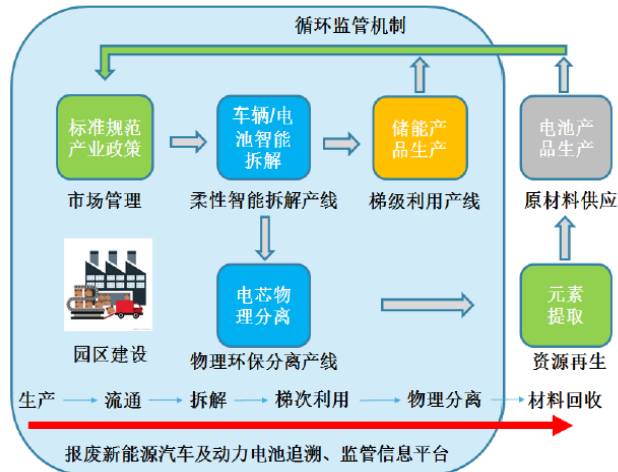 循环监管机制
标准规范
产业政策
车辆/电
池智能
拆解
储能产
品生产
电池产
品生产
市场管理
柔性智能拆解产线
梯级利用产线
原材料供应
电芯物
理分离
元素
提取
园区建设
物理环保分离产线
资源再生
生产
流通
拆解
梯次利用
物理分离
材料回收
报废新能源汽车及动力电池追溯、监管信息平台